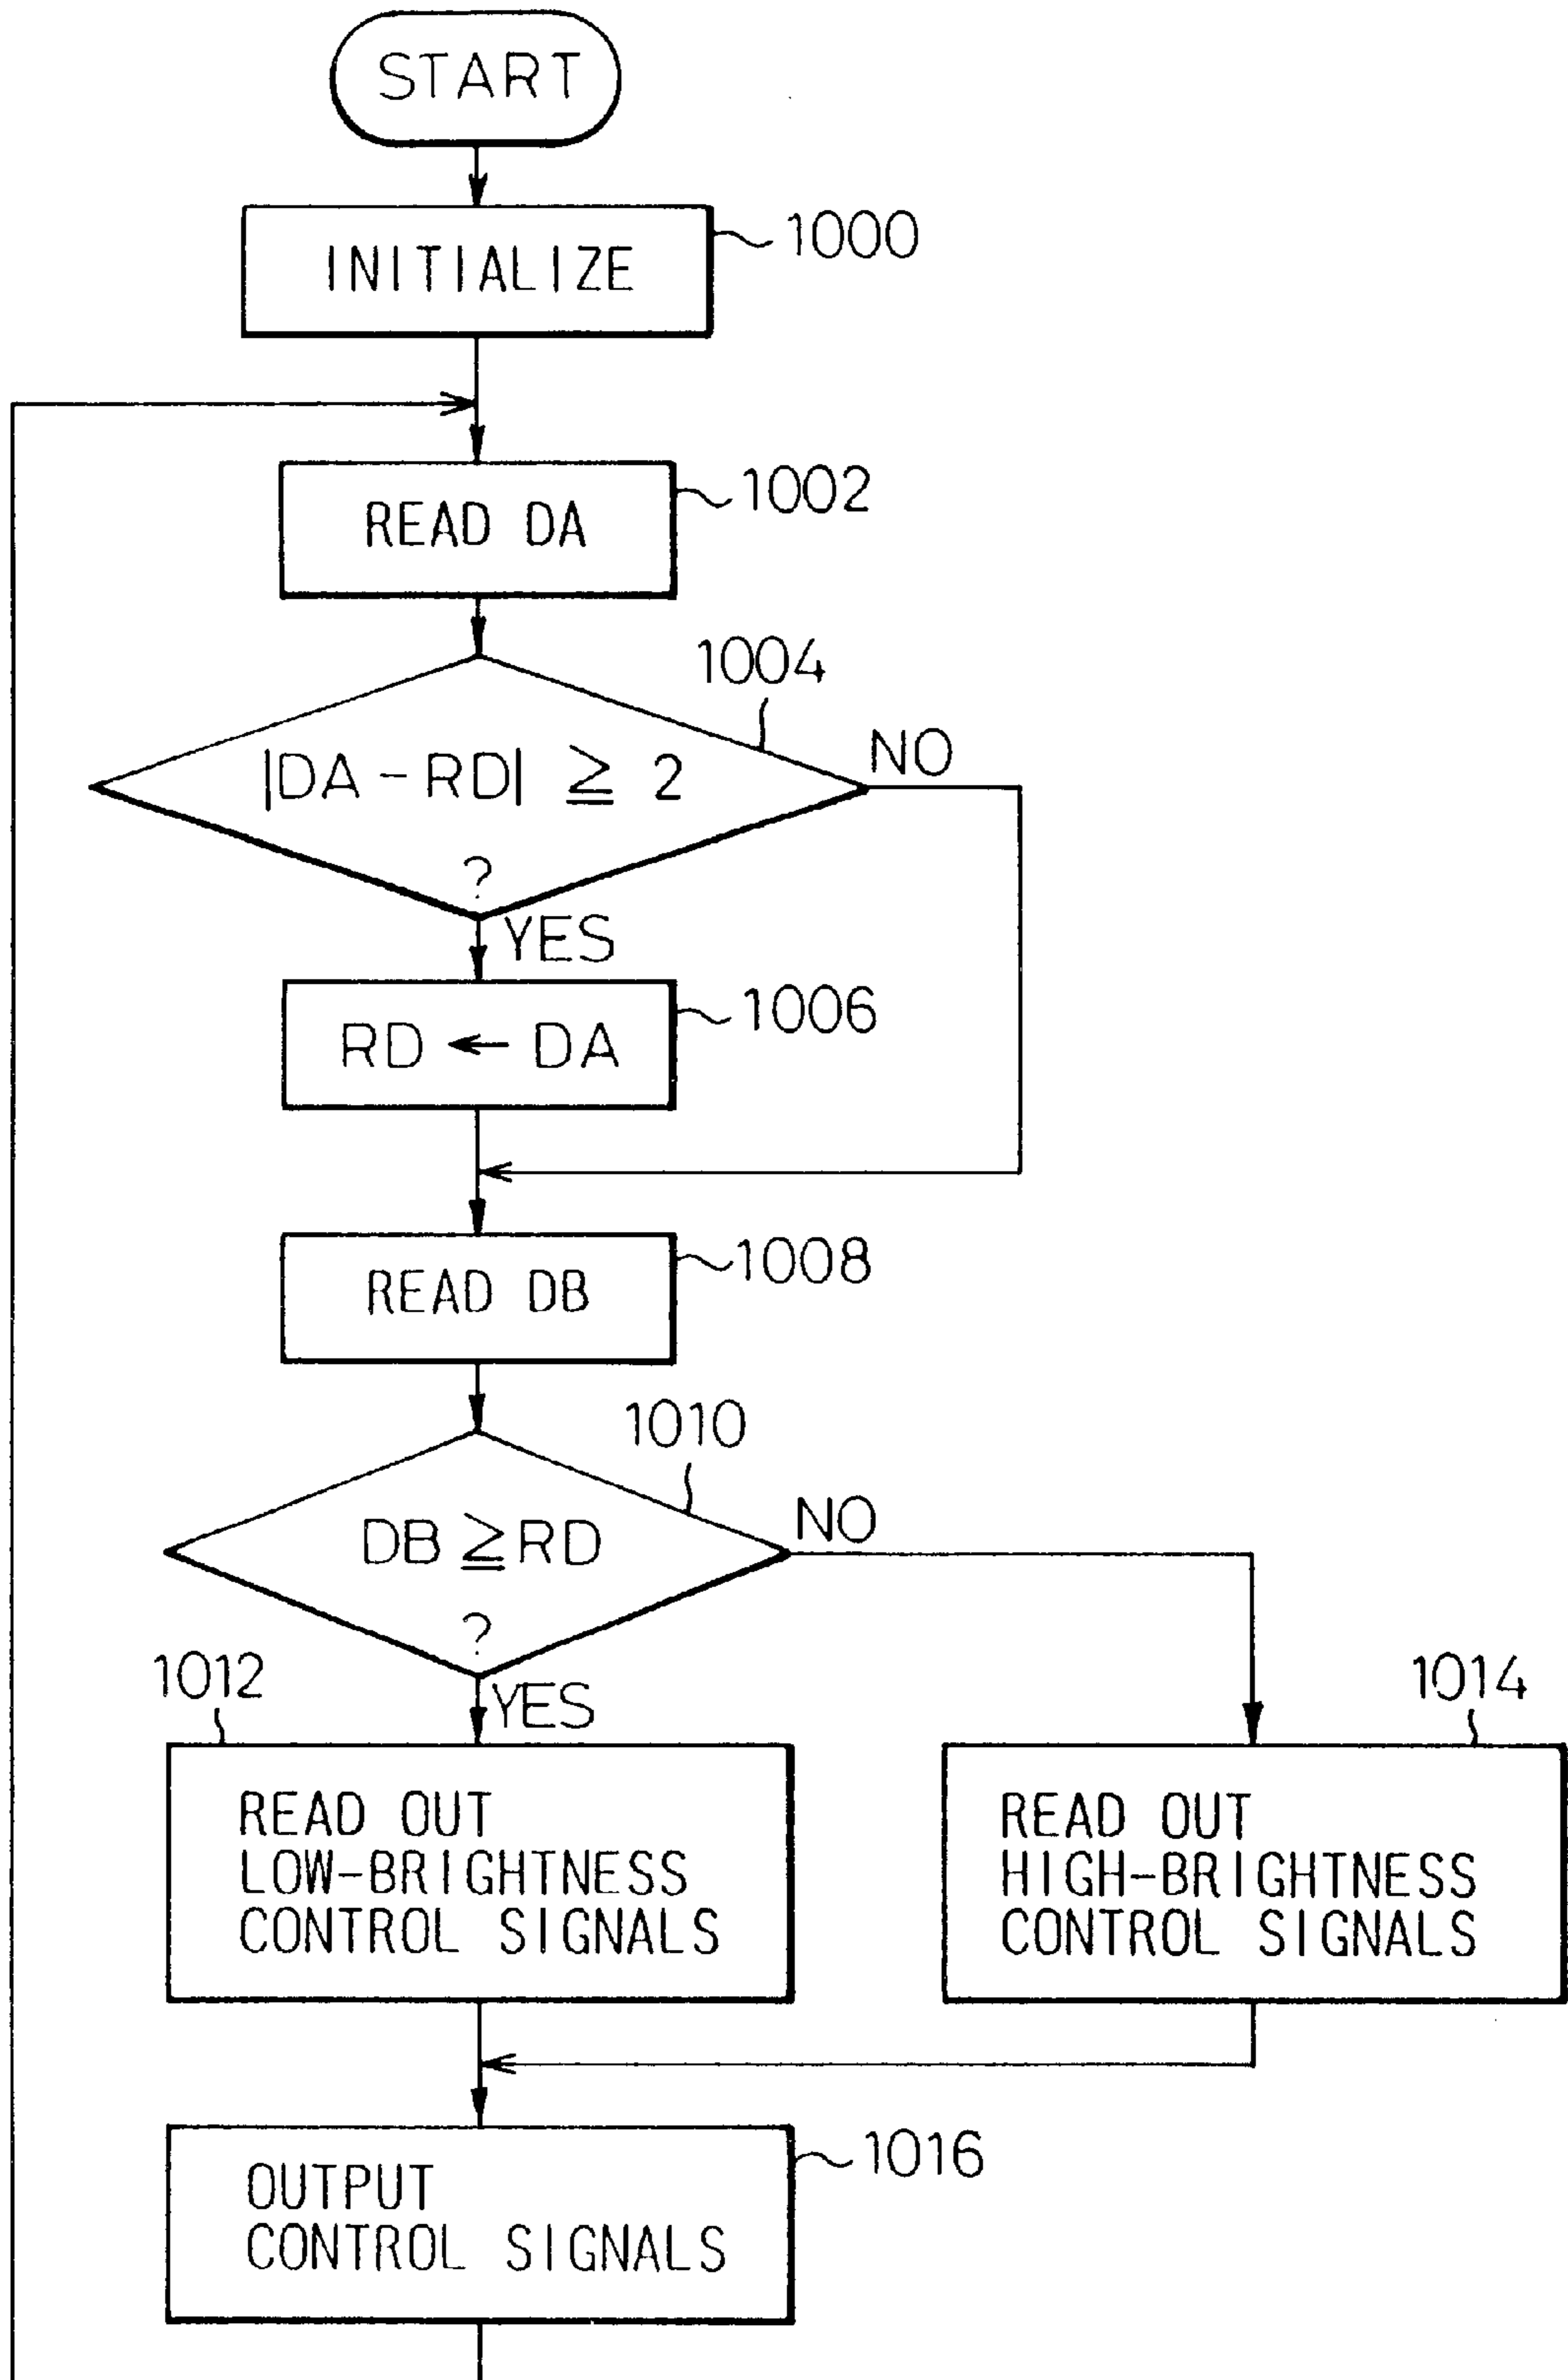 START
INITIALIZE
1000
READ DA
1002
1004
|DA-RD| ≧ 2
?
NO
YES
RD ← DA
1006
READ DB
1008
1010
DB ≧ RD
?
NO
YES
1012
READ OUT
LOW-BRIGHTNESS
CONTROL SIGNALS
1014
READ OUT
HIGH-BRIGHTNESS
CONTROL SIGNALS
OUTPUT
CONTROL SIGNALS
1016